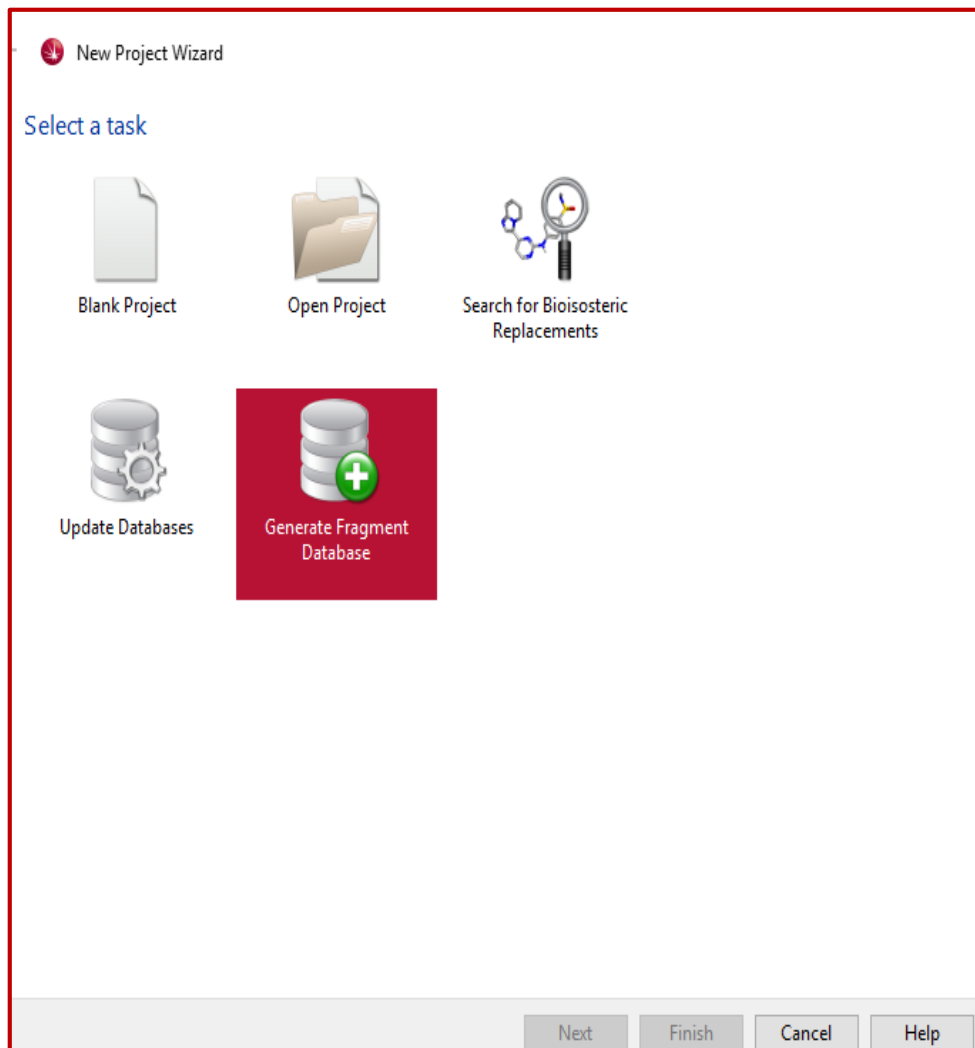 New Project Wizard
Select a task
Blank Project
Open Project
Search for Bioisosteric
Replacements
Update Databases
Generate Fragment
Database
Next
Finish
Cancel
Help